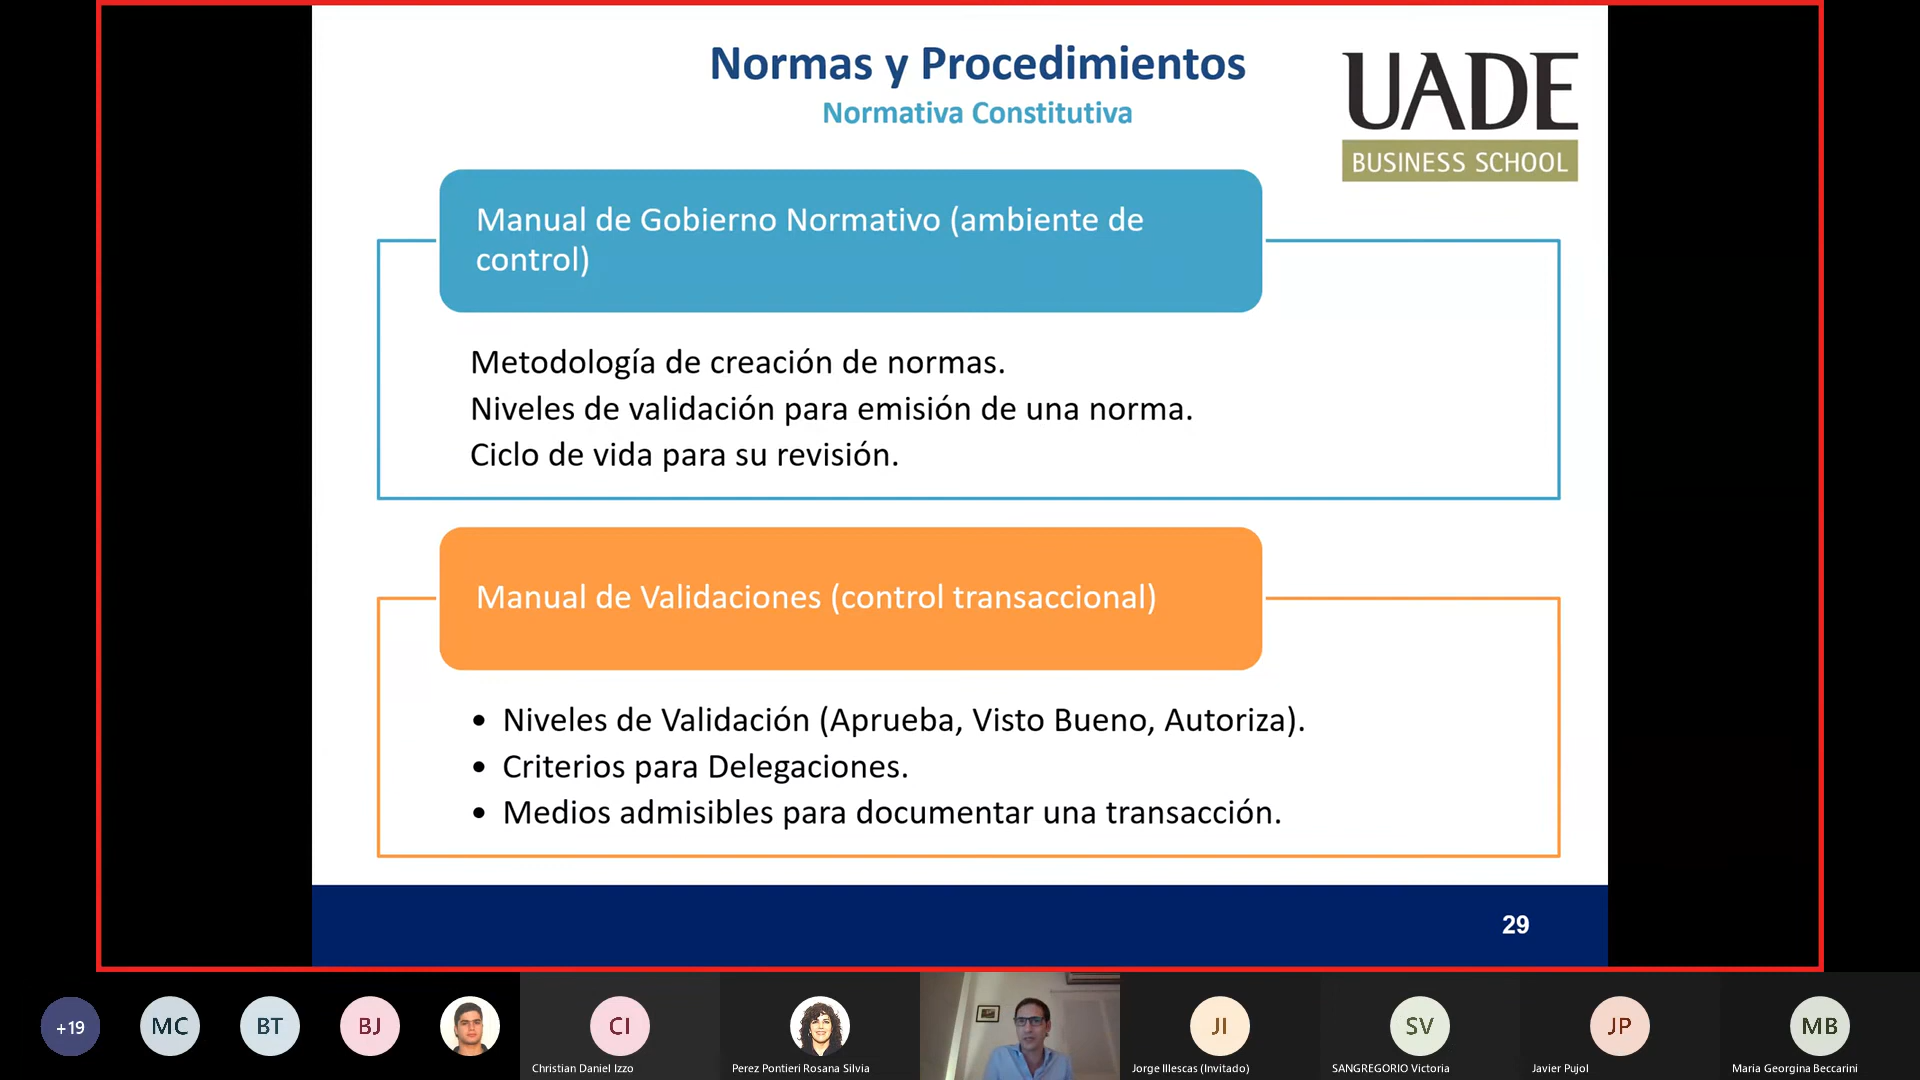 Normas y Procedimientos
Normativa Constitutiva
UADE
BUSINESS SCHOOL
Manual de Gobierno Normativo (ambiente de
control)
Metodología de creación de normas.
Niveles de validación para emisión de una norma.
Ciclo de vida para su revisión.
Manual de Validaciones (control transaccional)
• Niveles de Validación (Aprueba, Visto Bueno, Autoriza).
• Criterios para Delegaciones.
• Medios admisibles para documentar una transacción.
29
+19
MC
BT
BJ
CI
JI
SV
JP
MB
Christian Daniel Izzo
Perez Pontieri Rosana Silvia
Jorge Illescas (Invitado)
SANGREGORIO Victoria
Javier Pujol
Maria Georgina Beccarini